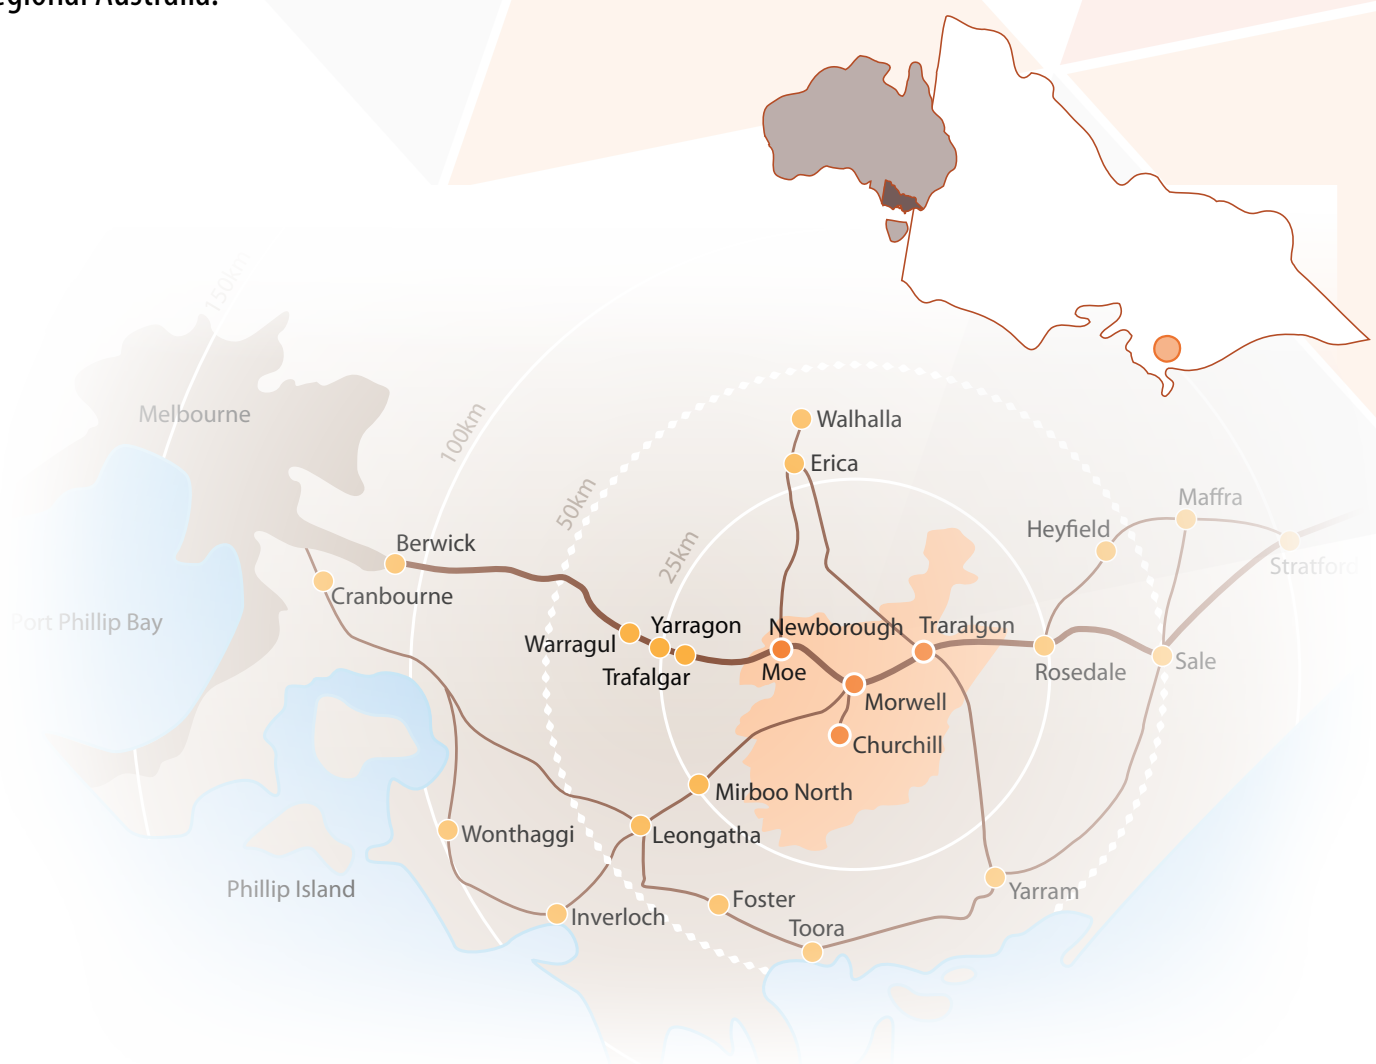 egional Australia.
150km
Melbourne
100km
Walhalla
Erica
50km
25km
Maffra
Heyfield
Stratford
Berwick
Cranbourne
Port Phillip Bay
Yarragon
Warragul
Trafalgar
Newborough
Traralgon
Moe
Rosedale
Sale
Morwell
Churchill
Mirboo North
Wonthaggi
Leongatha
Phillip Island
Inverloch
Foster
Toora
Yarram